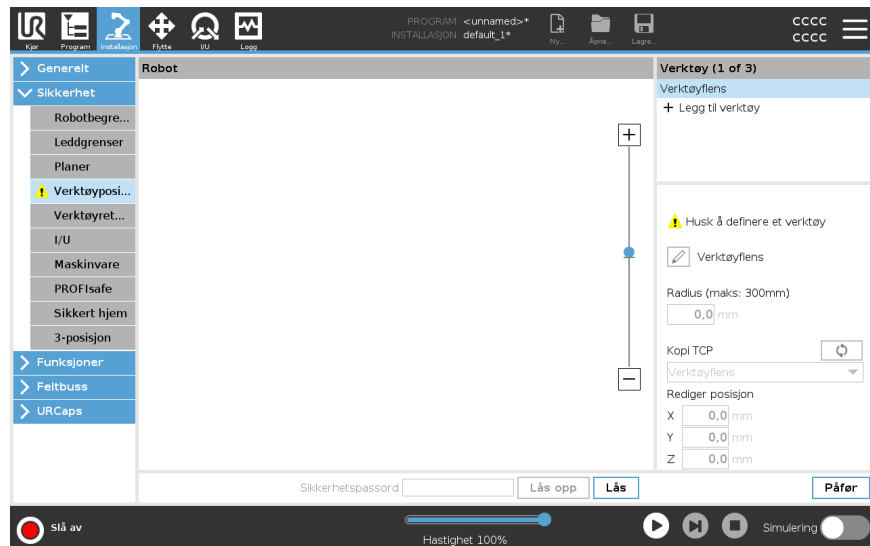 PROGRAM <unnamed>*
INSTALLASJON default_1*
Kjør Program Installasjon Flytte I/U Logg Ny... Åpne... Lagre...
CCCC
CCCC
Generelt
Sikkerhet
Robotbegre...
Leddgrenser
Planer
Verktøyposi...
Verktøyret...
I/U
Maskinvare
PROFIsafe
Sikkert hjem
3-posisjon
Funksjoner
Feltbuss
URCaps
Robot
Verktøy (1 of 3)
Verktøyflens
+ Legg til verktøy
Husk å definere et verktøy
Verktøyflens
Radius (maks: 300mm)
0,0 mm
Kopi TCP
Verktøyflens
Rediger posisjon
X 0,0 mm
Y 0,0 mm
Z 0,0 mm
Sikkerhetspassord Lås opp Lås Påfør
Slå av
Hastighet 100%
Simulering